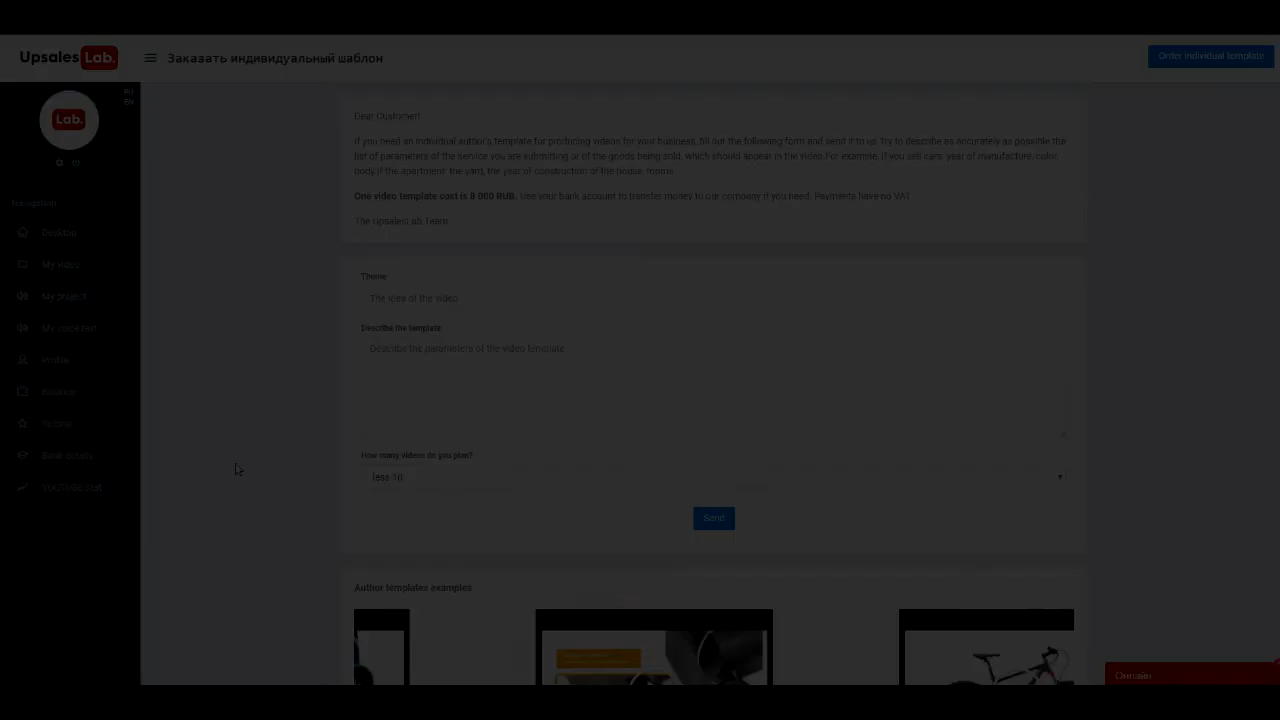 Upsales Lab.
Заказать индивидуальный шаблон
Order individual template
RU
EN
Lab.
Navigation
Desktop
My video
My project
My voice text
Profile
Balance
Bank details
YOUTUBE stat
Dear Customer!
If you need an individual author's template for producing videos for your business, fill out the following form and send it to us. Try to describe as accurately as possible the
list of parameters of the service you are submitting or of the goods being sold, which should appear in the video.For example, if you sell cars: year of manufacture, color,
body.If the apartment: the yard, the year of construction of the house, rooms.
One video template cost is 8 000 RUB. Use your bank account to transfer money to our company if you need. Payments have no VAT.
The UpsalesLab Team
Theme
The idea of the video
Describe the template
Describe the parameters of the video template
How many videos do you plan?
less 10
Send
Author templates examples
Онлайн